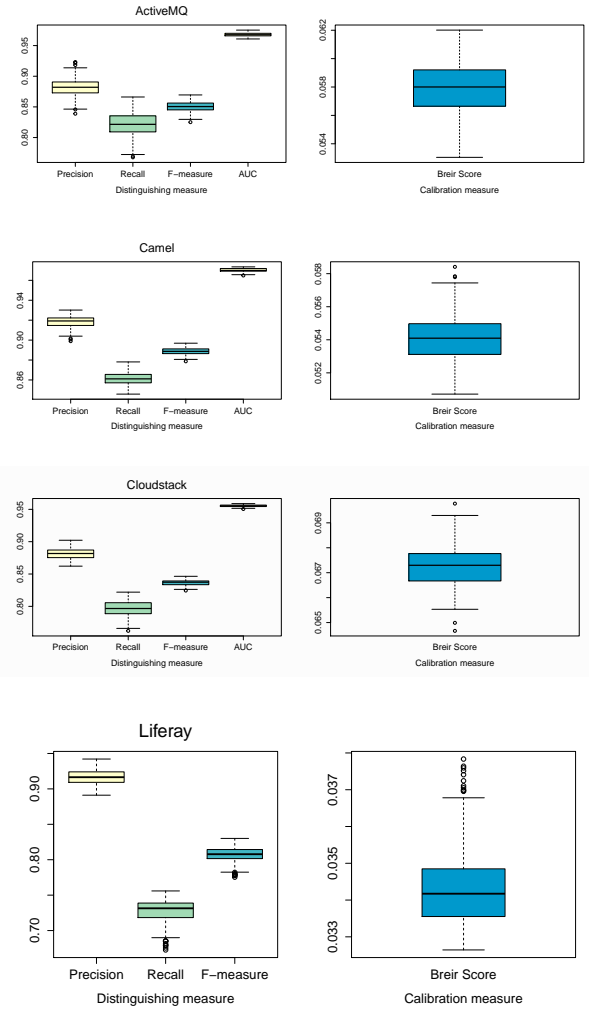 ActiveMQ
0.80 0.85 0.90 0.95
Precision Recall F−measure AUC
Distinguishing measure
0.054 0.058 0.062
Breir Score
Calibration measure
Camel
0.86 0.90 0.94
Precision Recall F−measure AUC
Distinguishing measure
0.052 0.054 0.056 0.058
Breir Score
Calibration measure
Cloudstack
0.80 0.85 0.90 0.95
Precision Recall F−measure AUC
Distinguishing measure
0.065 0.067 0.069
Breir Score
Calibration measure
Liferay
0.70 0.80 0.90
Precision Recall F−measure
Distinguishing measure
0.033 0.035 0.037
Breir Score
Calibration measure